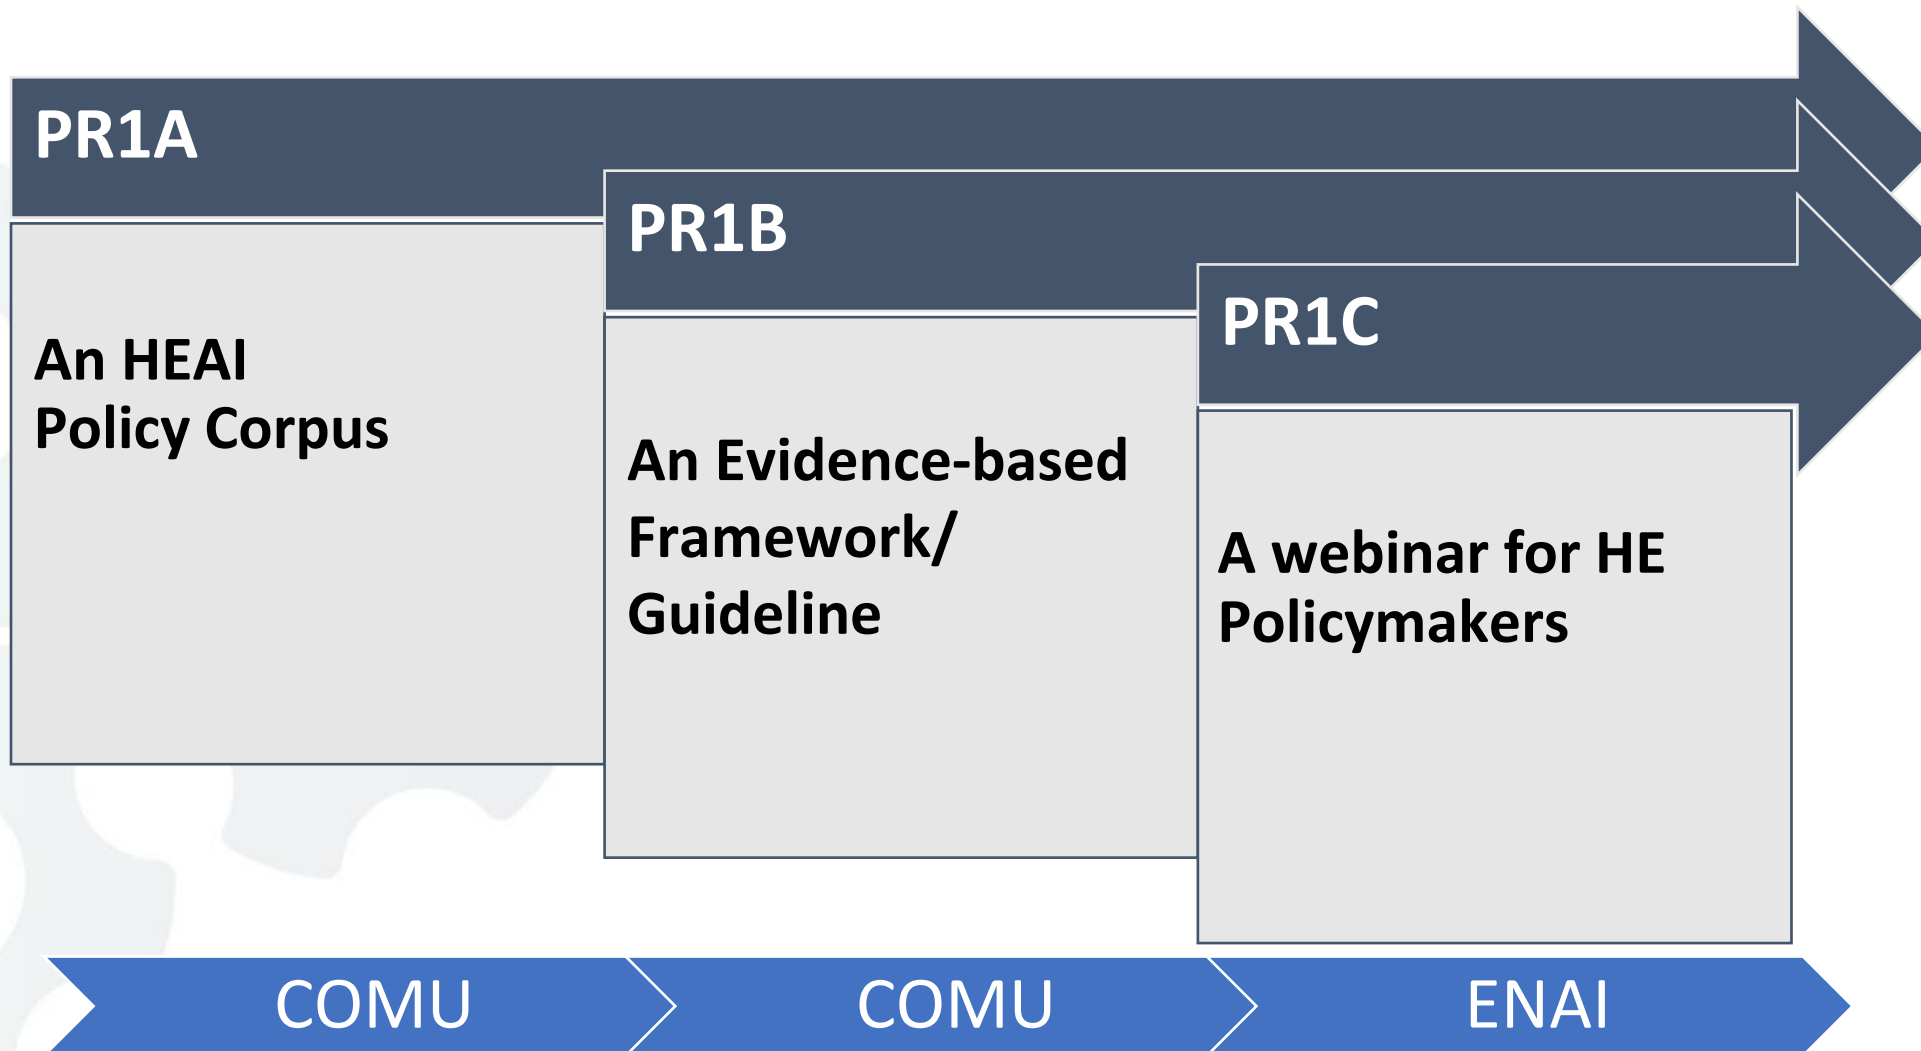 PR1A
An HEAI
Policy Corpus
PR1B
An Evidence-based
Framework/
Guideline
PR1C
A webinar for HE
Policymakers
COMU
COMU
ENAI